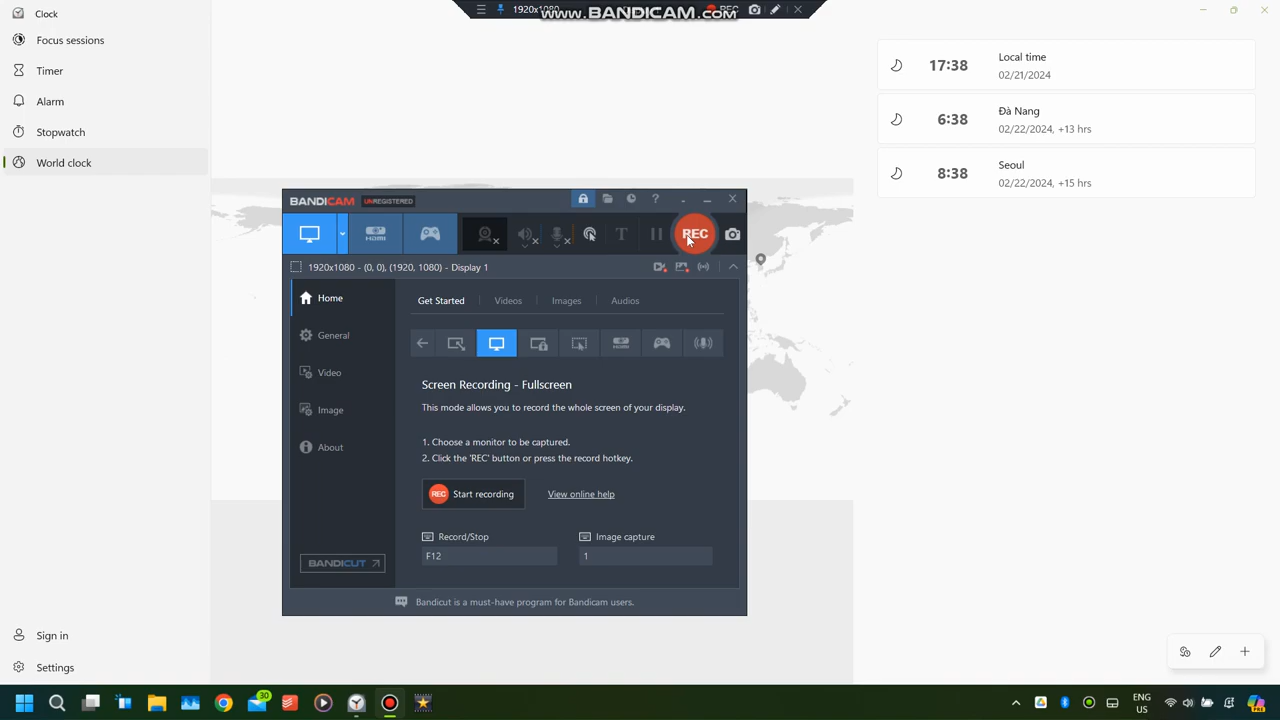 Clock
Focus sessions
Timer
Alarm
Stopwatch
World clock
Sign in
Settings
1920x1080
www.BANDICAM.com
REC
17:38
Local time
02/21/2024
6:38
Đà Nang
02/22/2024, +13 hrs
8:38
Seoul
02/22/2024, +15 hrs
BANDICAM UNREGISTERED
HDMI
T
REC
1920x1080 - (0, 0), (1920, 1080) - Display 1
Home
General
Video
Image
About
BANDICUT
Get Started
Videos
Images
Audios
HDMI
Screen Recording - Fullscreen
This mode allows you to record the whole screen of your display.
1. Choose a monitor to be captured.
2. Click the 'REC' button or press the record hotkey.
REC Start recording
View online help
Record/Stop
F12
Image capture
1
Bandicut is a must-have program for Bandicam users.
30
ENG
US
PRE